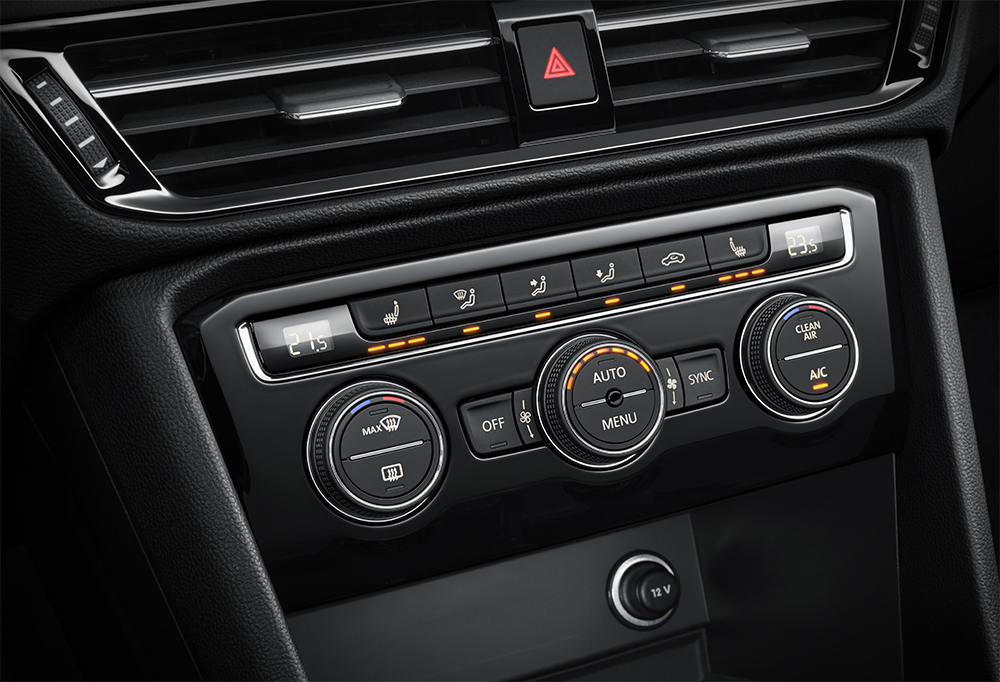 21.5
23.5
MAX
OFF
AUTO
MENU
SYNC
CLEAN
AIR
A/C
12 V